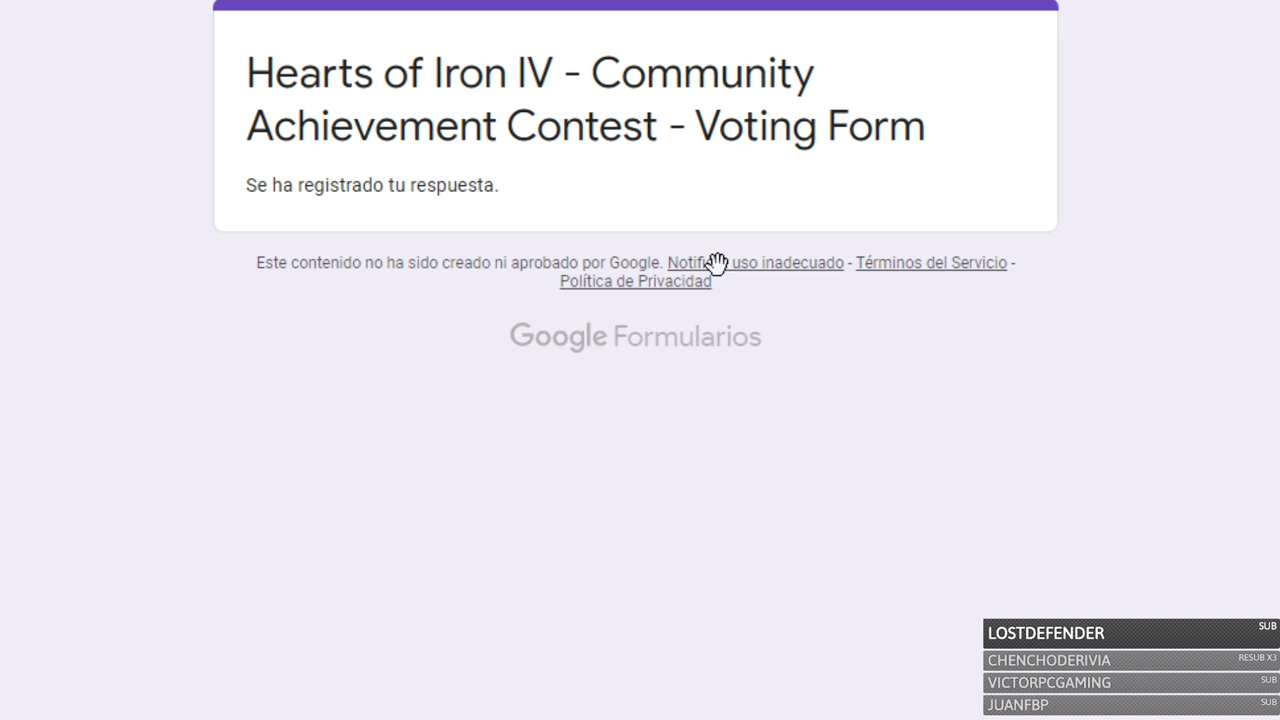 Hearts of Iron IV - Community
Achievement Contest - Voting Form
Se ha registrado tu respuesta.
Este contenido no ha sido creado ni aprobado por Google. uso inadecuado - Términos del Servicio -
Política de Privacidad
Google Formularios
LOSTDEFENDER SUB
CHENCHODERIVIA RESUB X3
VICTORPCGAMING SUB
JUANFBP SUB